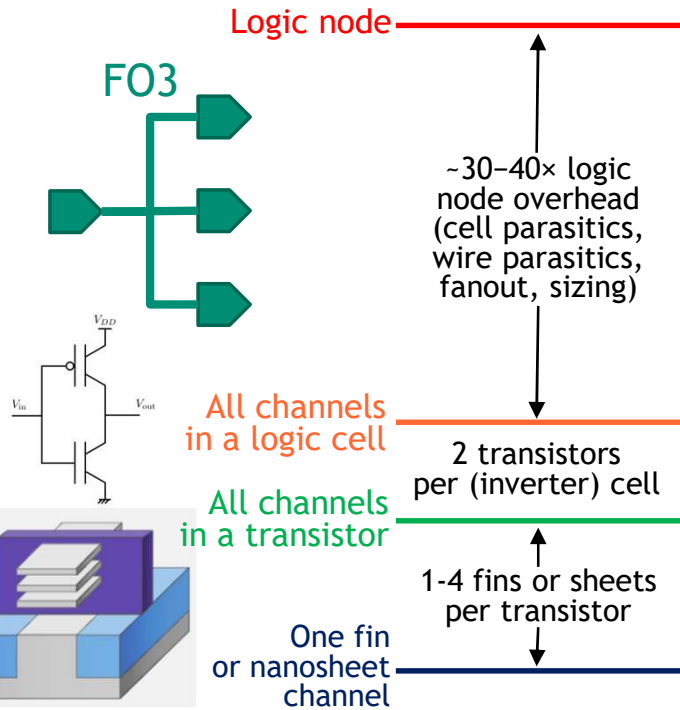 Logic node
FO3
~30–40× logic
node overhead
(cell parasitics,
wire parasitics,
fanout, sizing)
V_DD
V_in
V_out
All channels
in a logic cell
2 transistors
per (inverter) cell
All channels
in a transistor
1-4 fins or sheets
per transistor
One fin
or nanosheet
channel